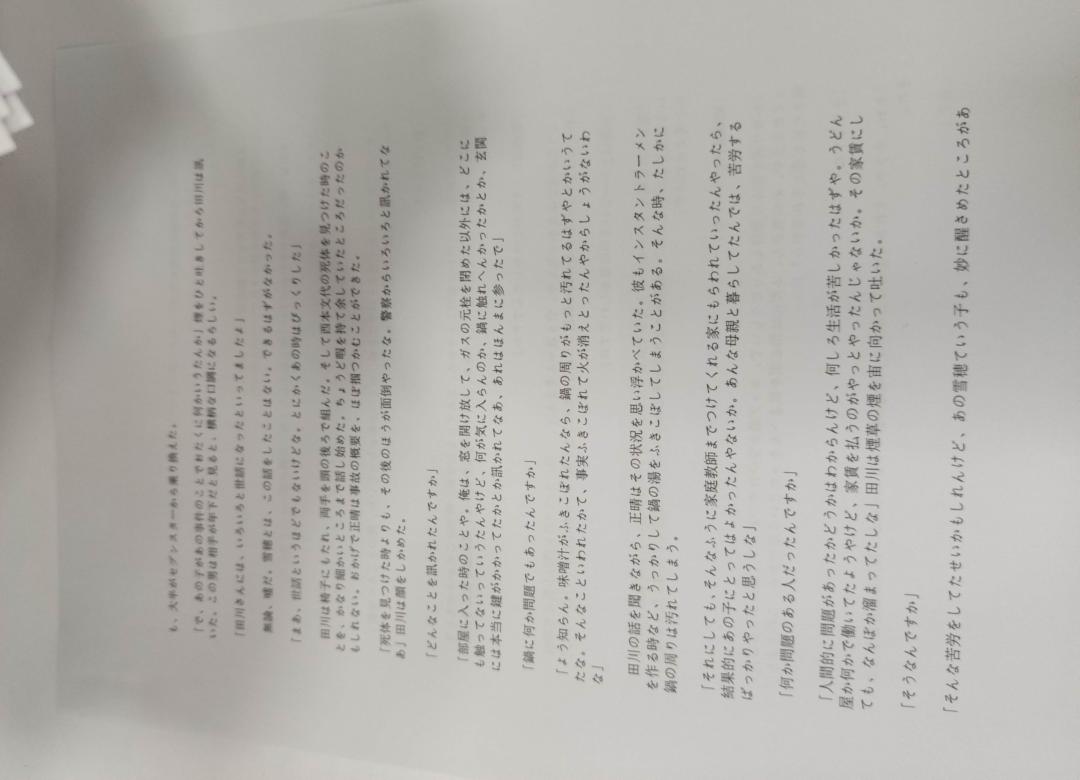 も、大半がセブンスターから乗り換えた。
「で、あの子があの事件のことでおたくに何かいうたんか」煙をひと吐きしてから田川は訊
いた。この男は相手が年下だと見ると、横柄な口調になるらしい。
「田川さんには、いろいろと世話になったといってましたよ」
無論、嘘だ。雪穂とは、この話をしたことはない。できるはずがなかった。
「まあ、世話というほどでもないけどな。とにかくあの時はびっくりした」
田川は椅子にもたれ、両手を頭の後ろで組んだ。そして西本文代の死体を見つけた時のこ
とを、かなり細かいところまで話し始めた。ちょうど暇を持て余していたところだったのか
もしれない。おかげで正晴は事故の概要を、ほぼ掴つかむことができた。
「死体を見つけた時よりも、その後のほうが面倒やったな。警察からいろいろと訊かれてな
あ」田川は顔をしかめた。
「どんなことを訊かれたんですか」
「部屋に入った時のことや。俺は、窓を開け放して、ガスの元栓を閉めた以外には、どこに
も触ってないっていうたんやけど、何が気に入らんのか、鍋に触れへんかったかとか、玄関
には本当に鍵がかかってたかとか訊かれてなあ、あれはほんまに参ったで」
「鍋に何か問題でもあったんですか」
「よう知らん。味噌汁がふきこぼれたんなら、鍋の周りがもっと汚れてるはずやとかいうて
たな。そんなこといわれたかて、事実ふきこぼれて火が消えとったんやからしょうがないわ
な」
田川の話を聞きながら、正晴はその状況を思い浮かべていた。彼もインスタントラーメン
を作る時など、うっかりして鍋の湯をふきこぼしてしまうことがある。そんな時、たしかに
鍋の周りは汚れてしまう。
「それにしても、そんなふうに家庭教師までつけてくれる家にもらわれていったんやったら、
結果的にあの子にとってはよかったんやないか。あんな母親と暮らしてたんでは、苦労する
ばっかりやったと思うしな」
「何か問題のある人だったんですか」
「人間的に問題があったかどうかはわからんけど、何しろ生活が苦しかったはずや。うどん
屋か何かで働いてたようやけど、家賃を払うのがやっとやったんじゃないか。その家賃にし
ても、なんぼか溜まってたしな」田川は煙草の煙を宙に向かって吐いた。
「そうなんですか」
「そんな苦労をしてたせいかもしれんけど、あの雪穂ていう子も、妙に醒きめたところがあ